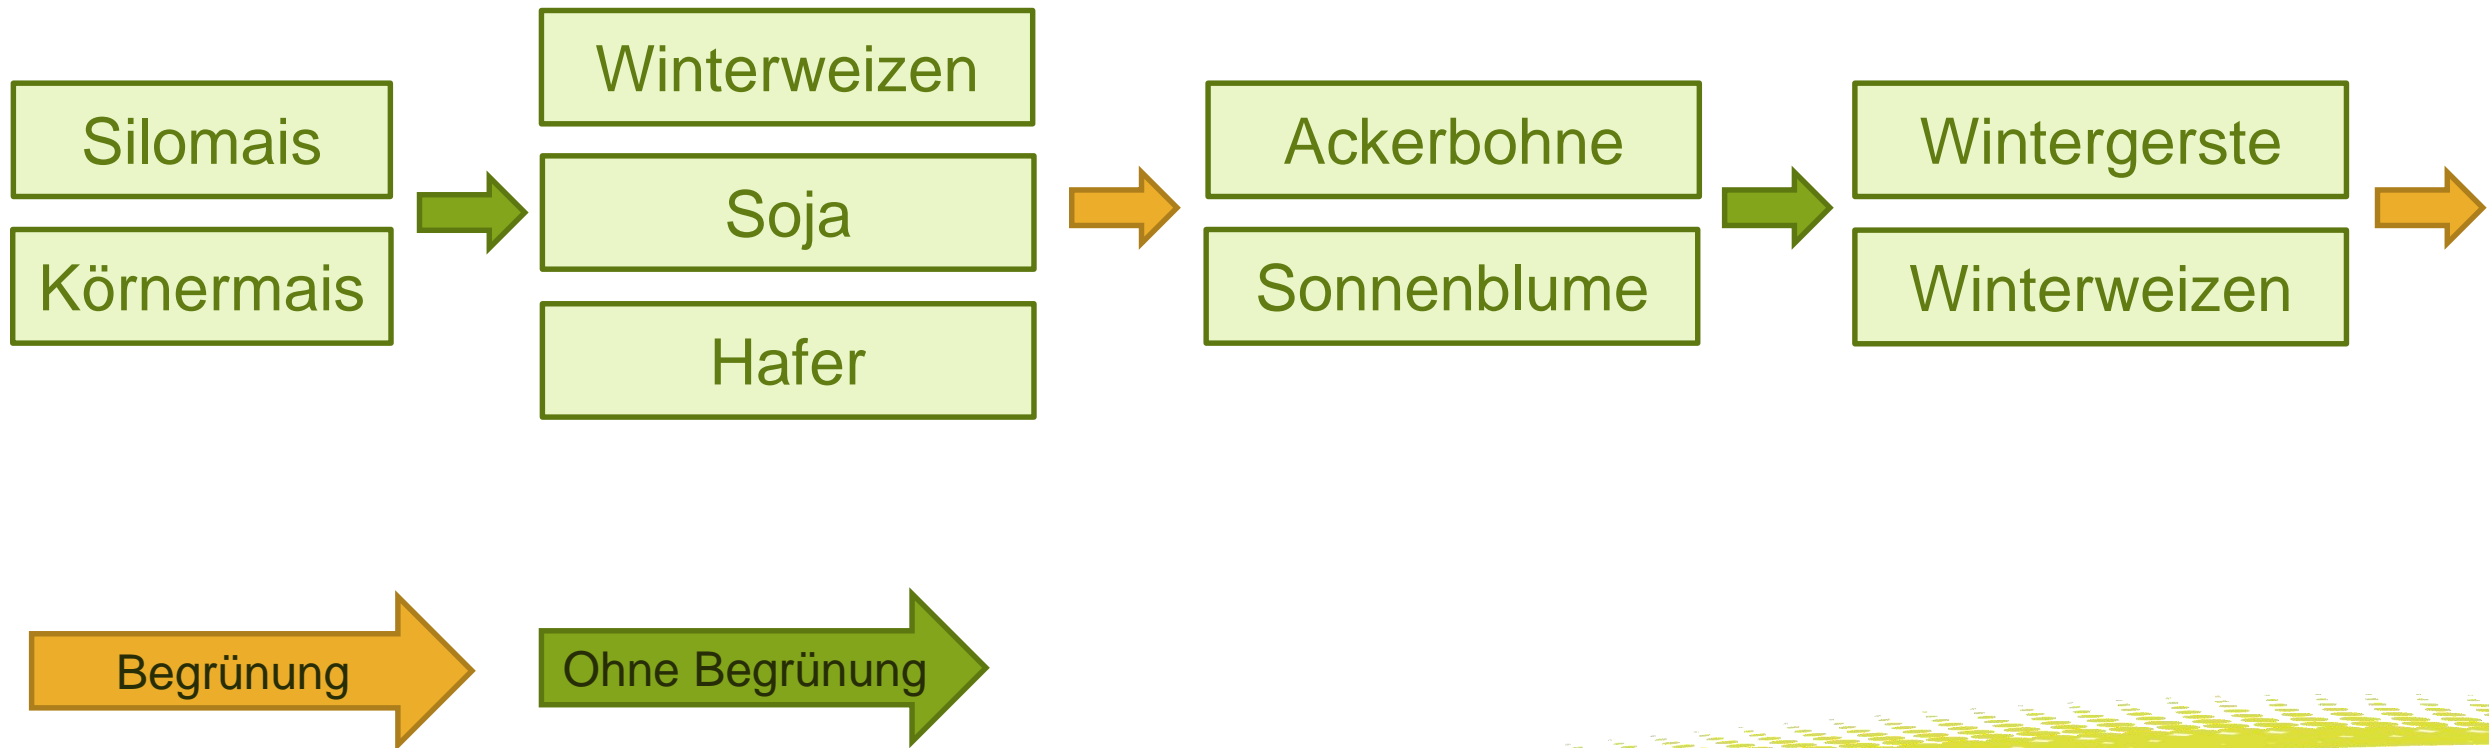 Silomais
Körnermais
Winterweizen
Soja
Hafer
Ackerbohne
Sonnenblume
Wintergerste
Winterweizen
Begrünung
Ohne Begrünung